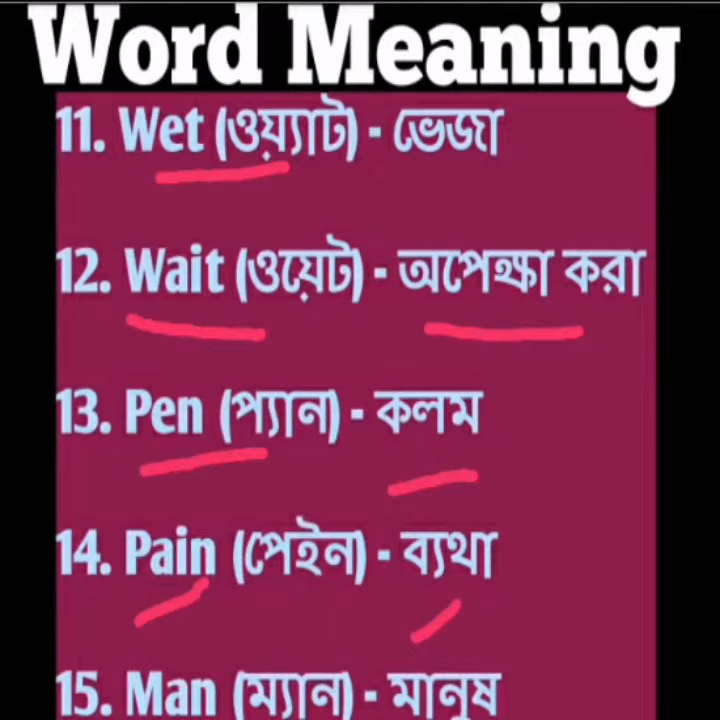 Word Meaning
11. Wet (ওয়্যাট) - ভেজা
12. Wait (ওয়েট) - অপেক্ষা করা
13. Pen (প্যান) - কলম
14. Pain (পেইন) - ব্যথা
15. Man (ম্যান) - মানুষ